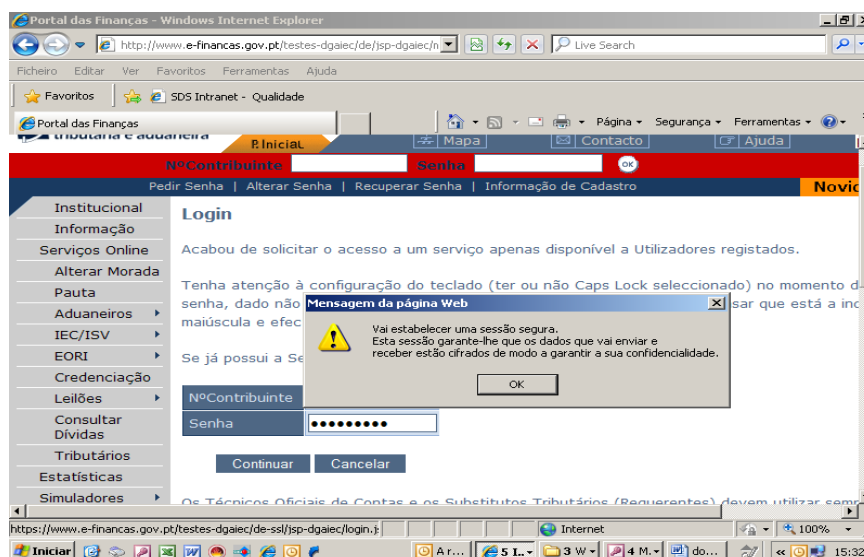 Portal das Finanças - Windows Internet Explorer
http://www.e-financas.gov.pt/testes-dgaiec/de/jsp-dgaiec/n
Live Search
Ficheiro Editar Ver Favoritos Ferramentas Ajuda
Favoritos SDS Intranet - Qualidade
Portal das Finanças Página Segurança Ferramentas
tributária e aduaneira P.Inicial Mapa Contacto Ajuda
NºContribuinte Senha OK
Pedir Senha | Alterar Senha | Recuperar Senha | Informação de Cadastro Novid
Institucional
Informação
Serviços Online
Alterar Morada
Pauta
Aduaneiros
IEC/ISV
EORI
Credenciação
Leilões
Consultar
Dívidas
Tributários
Estatísticas
Simuladores
Login
Acabou de solicitar o acesso a um serviço apenas disponível a Utilizadores registados.
Tenha atenção à configuração do teclado (ter ou não Caps Lock seleccionado) no momento d
senha, dado não sar que está a inc
maiúscula e efec
Se já possui a Se
Mensagem da página Web
Vai estabelecer uma sessão segura.
Esta sessão garante-lhe que os dados que vai enviar e
receber estão cifrados de modo a garantir a sua confidencialidade.
OK
NºContribuinte
Senha •••••••••
Continuar Cancelar
Os Técnicos Oficiais de Contas e os Substitutos Tributários (Requerentes) devem utilizar semp
https://www.e-financas.gov.pt/testes-dgaiec/de-ssl/jsp-dgaiec/login.j Internet 100%
Iniciar A r... 5 I... 3 W 4 M. do... 15:32